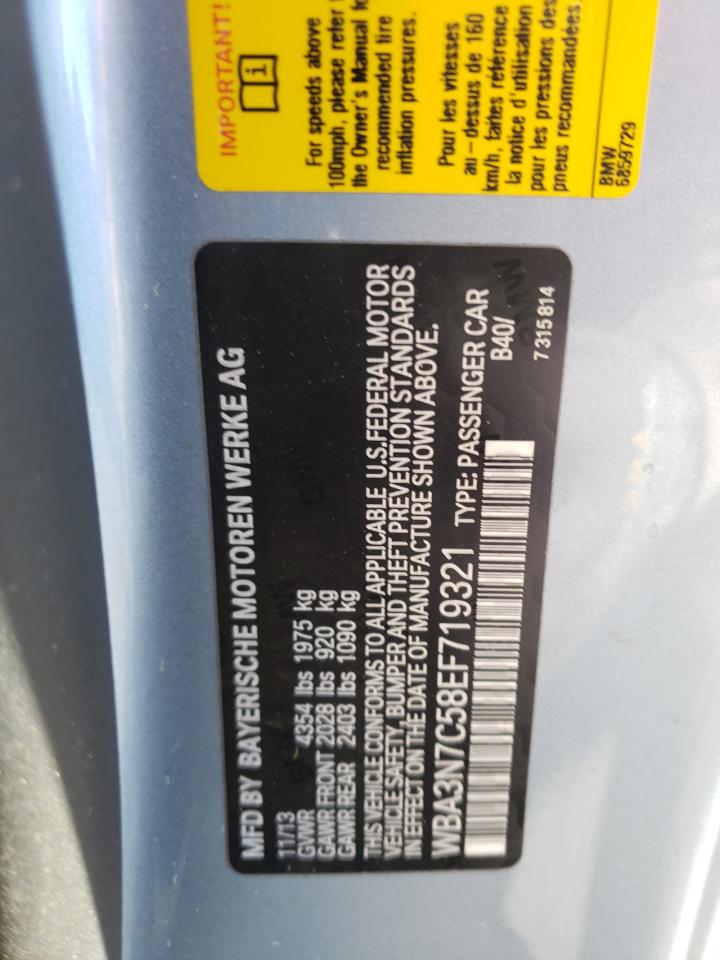 IMPORTANT!
i
For speeds above
100mph, please refer
the Owner's Manual
recommended tire
inflation pressures.
Pour les vitesses
au-dessus de 160
km/h, faites référence
la notice d'utilisation
pour les pressions des
pneus recommandées.
BMW
6859729
MFD BY BAYERISCHE MOTOREN WERKE AG
11/13
GVWR 4354 lbs 1975 kg
GAWR FRONT 2028 lbs 920 kg
GAWR REAR 2403 lbs 1090 kg
THIS VEHICLE CONFORMS TO ALL APPLICABLE U.S.FEDERAL MOTOR
VEHICLE SAFETY, BUMPER AND THEFT PREVENTION STANDARDS
IN EFFECT ON THE DATE OF MANUFACTURE SHOWN ABOVE.
WBA3N7C58EF719321 TYPE: PASSENGER CAR
B40/
7315814